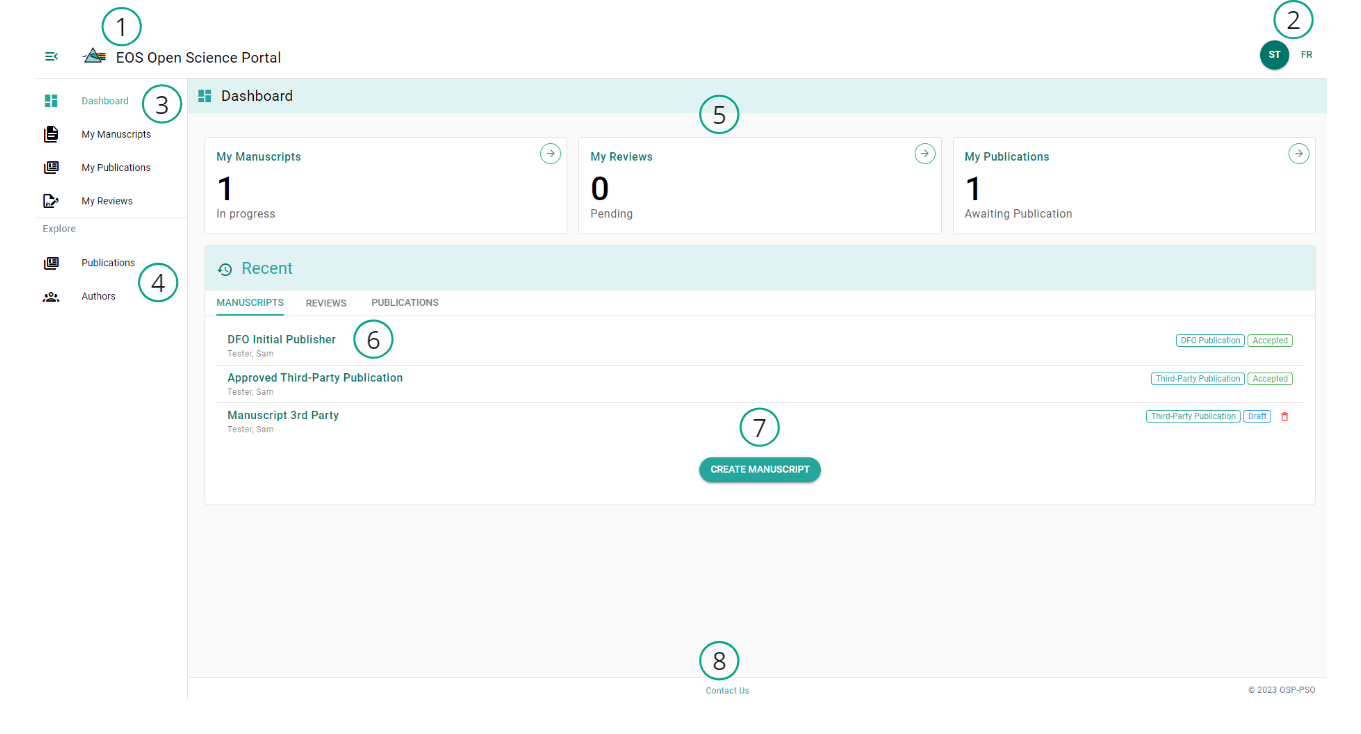 1
2
EOS Open Science Portal
ST FR
Dashboard
3
My Manuscripts
My Publications
My Reviews
Explore
Publications
4
Authors
Dashboard
5
My Manuscripts
1
In progress
My Reviews
0
Pending
My Publications
1
Awaiting Publication
Recent
MANUSCRIPTS REVIEWS PUBLICATIONS
DFO Initial Publisher
6
DFO Publication Accepted
Tester, Sam
Approved Third-Party Publication
Third-Party Publication Accepted
Tester, Sam
Manuscript 3rd Party
Third-Party Publication Draft
Tester, Sam
7
CREATE MANUSCRIPT
8
Contact Us
© 2023 OSP-PSO